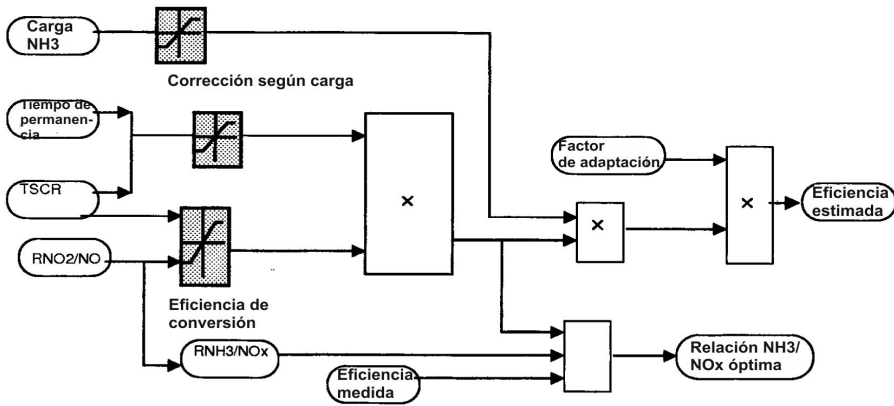 Carga
NH3
Corrección según carga
Tiempo de
permanen-
cia
TSCR
RNO2/NO
Eficiencia de
conversión
RNH3/NOx
Eficiencia
medida
×
Factor
de adaptación
×
×
Eficiencia
estimada
Relación NH3/
NOx óptima